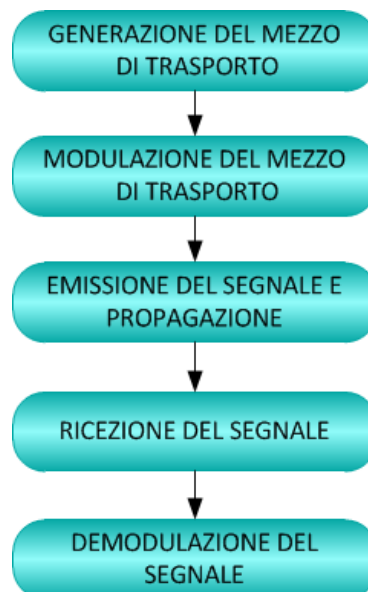 GENERAZIONE DEL MEZZO
DI TRASPORTO
MODULAZIONE DEL MEZZO
DI TRASPORTO
EMISSIONE DEL SEGNALE E
PROPAGAZIONE
RICEZIONE DEL SEGNALE
DEMODULAZIONE DEL
SEGNALE